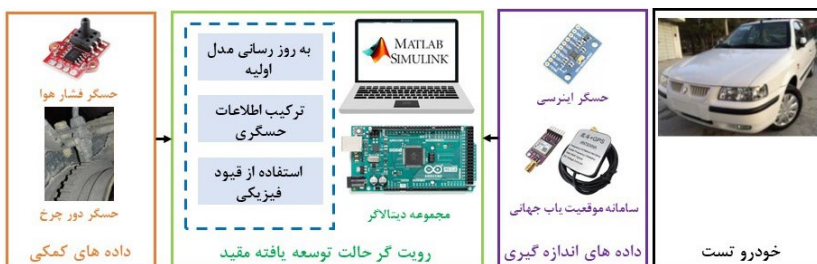 خودرو تست
حسگر اینرسی
سامانه موقعیت یاب جهانی
داده های اندازه گیری
MATLAB
SIMULINK
مجموعه دیتالاگر
به روز رسانی مدل
اولیه
ترکیب اطلاعات
حسگری
استفاده از قیود
فیزیکی
رویت گر حالت توسعه یافته مقید
حسگر فشار هوا
حسگر دور چرخ
داده های کمکی